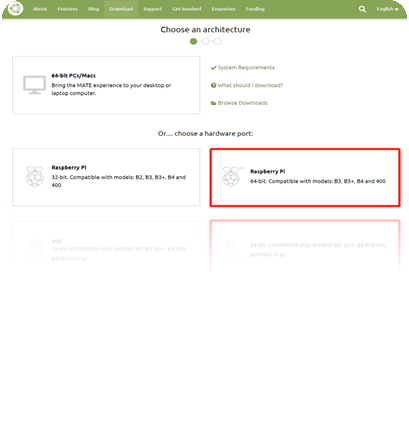 About Features Blog Download Support Get Involved Emporium Funding English
Choose an architecture
64-bit PCs/Macs
Bring the MATE experience to your desktop or
laptop computer.
System Requirements
What should I download?
Browse Downloads
Or.... choose a hardware port:
Raspberry Pi
32-bit. Compatible with models: B2, B3, B3+, B4 and
400
Raspberry Pi
64-bit. Compatible with models: B3, B3+, B4 and 400